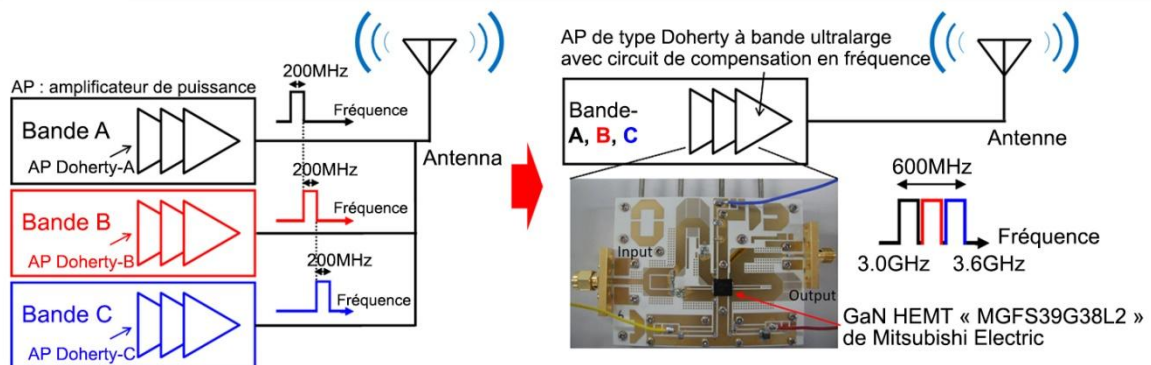 AP : amplificateur de puissance
Bande A
AP Doherty-A
200MHz
Fréquence
Bande B
AP Doherty-B
200MHz
Fréquence
Bande C
AP Doherty-C
200MHz
Fréquence
Antenna
AP de type Doherty à bande ultralarge
avec circuit de compensation en fréquence
Bande-
A, B, C
Antenne
Input
Output
600MHz
Fréquence
3.0GHz
3.6GHz
GaN HEMT « MGFS39G38L2 »
de Mitsubishi Electric